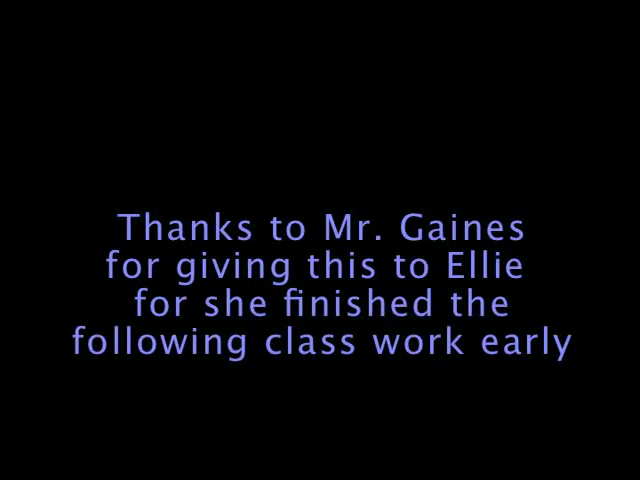 Thanks to Mr. Gaines
for giving this to Ellie
for she finished the
following class work early